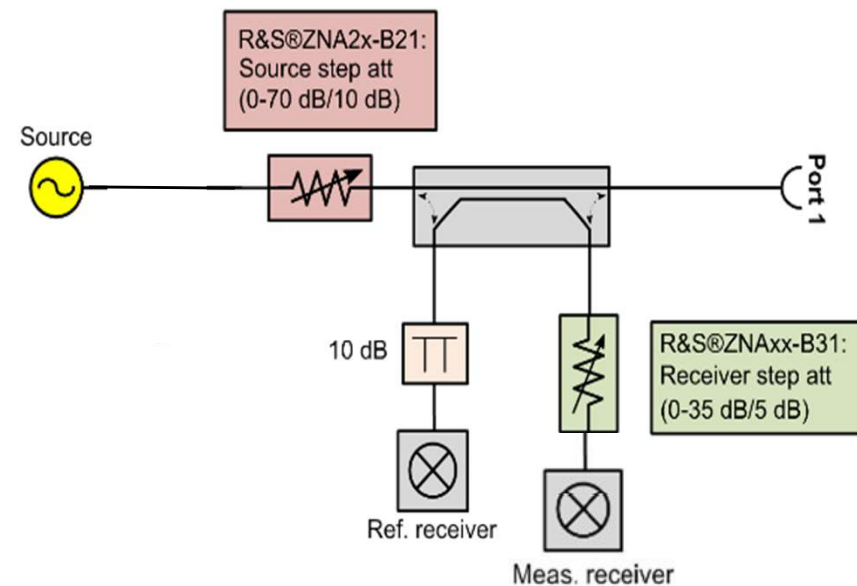 R&S®ZNA2x-B21:
Source step att
(0-70 dB/10 dB)
Source
Port 1
10 dB
R&S®ZNAxx-B31:
Receiver step att
(0-35 dB/5 dB)
Ref. receiver
Meas. receiver